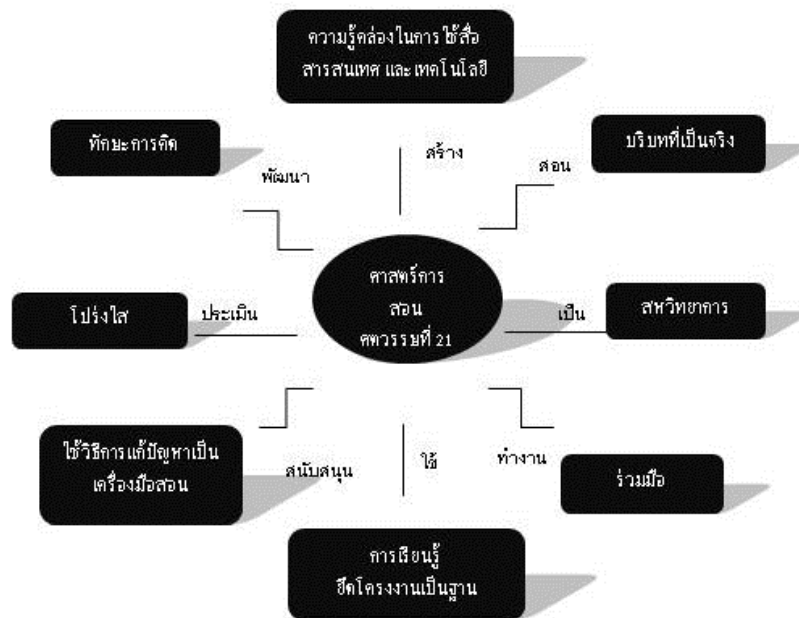 ความรู้คล่องในการใช้สื่อ
สารสนเทศ และเทคโนโลยี
ทักษะการคิด
พัฒนา
สร้าง
สอน
บริบทที่เป็นจริง
ศาสตร์การ
สอน
ศตวรรษที่ 21
โปร่งใส
ประเมิน
เป็น
สหวิทยาการ
ใช้วิธีการแก้ปัญหาเป็น
เครื่องมือสอน
สนับสนุน
ใช้
ทำงาน
ร่วมมือ
การเรียนรู้
ยึดโครงงานเป็นฐาน